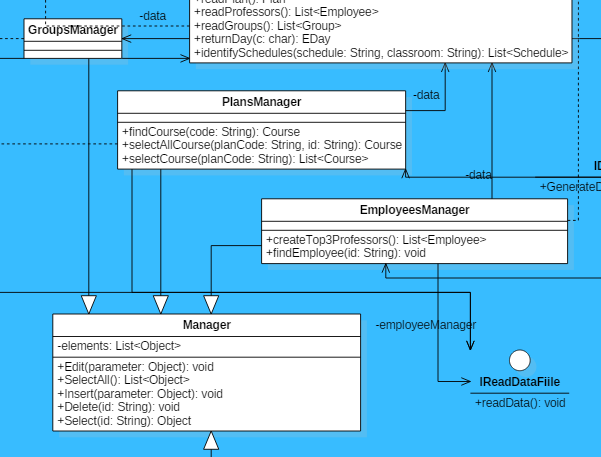 -data
+readProfessors(): List<Employee>
+readGroups(): List<Group>
+returnDay(c: char): EDay
+identifySchedules(schedule: String, classroom: String): List<Schedule>
GroupsManager
-data
PlansManager
+findCourse(code: String): Course
+selectAllCourse(planCode: String, id: String): Course
+selectCourse(planCode: String): List<Course>
-data
+GenerateD
EmployeesManager
+createTop3Professors(): List<Employee>
+findEmployee(id: String): void
Manager
-elements: List<Object>
+Edit(parameter: Object): void
+SelectAll(): List<Object>
+Insert(parameter: Object): void
+Delete(id: String): void
+Select(id: String): Object
-employeeManager
IReadDataFiile
+readData(): void